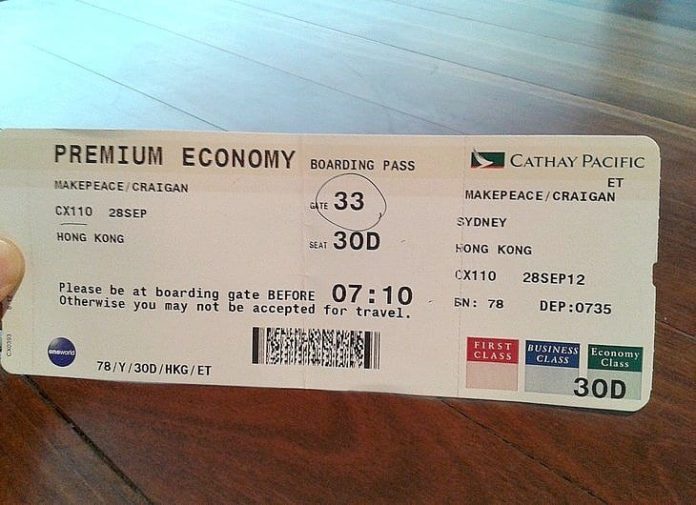 PREMIUM ECONOMY
BOARDING PASS
MAKEPEACE/CRAIGAN
CX110 28SEP
HONG KONG
GATE 33
SEAT 30D
Please be at boarding gate BEFORE 07:10
Otherwise you may not be accepted for travel.
oneworld
78/Y/30D/HKG/ET
CX0393
CATHAY PACIFIC
ET
MAKEPEACE/CRAIGAN
SYDNEY
HONG KONG
CX110 28SEP12
SN: 78 DEP:0735
FIRST CLASS
BUSINESS CLASS
Economy Class
30D